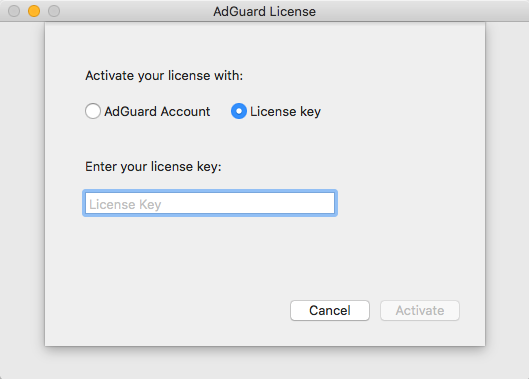 AdGuard License
Activate your license with:
AdGuard Account License key
Enter your license key:
License Key
Cancel Activate